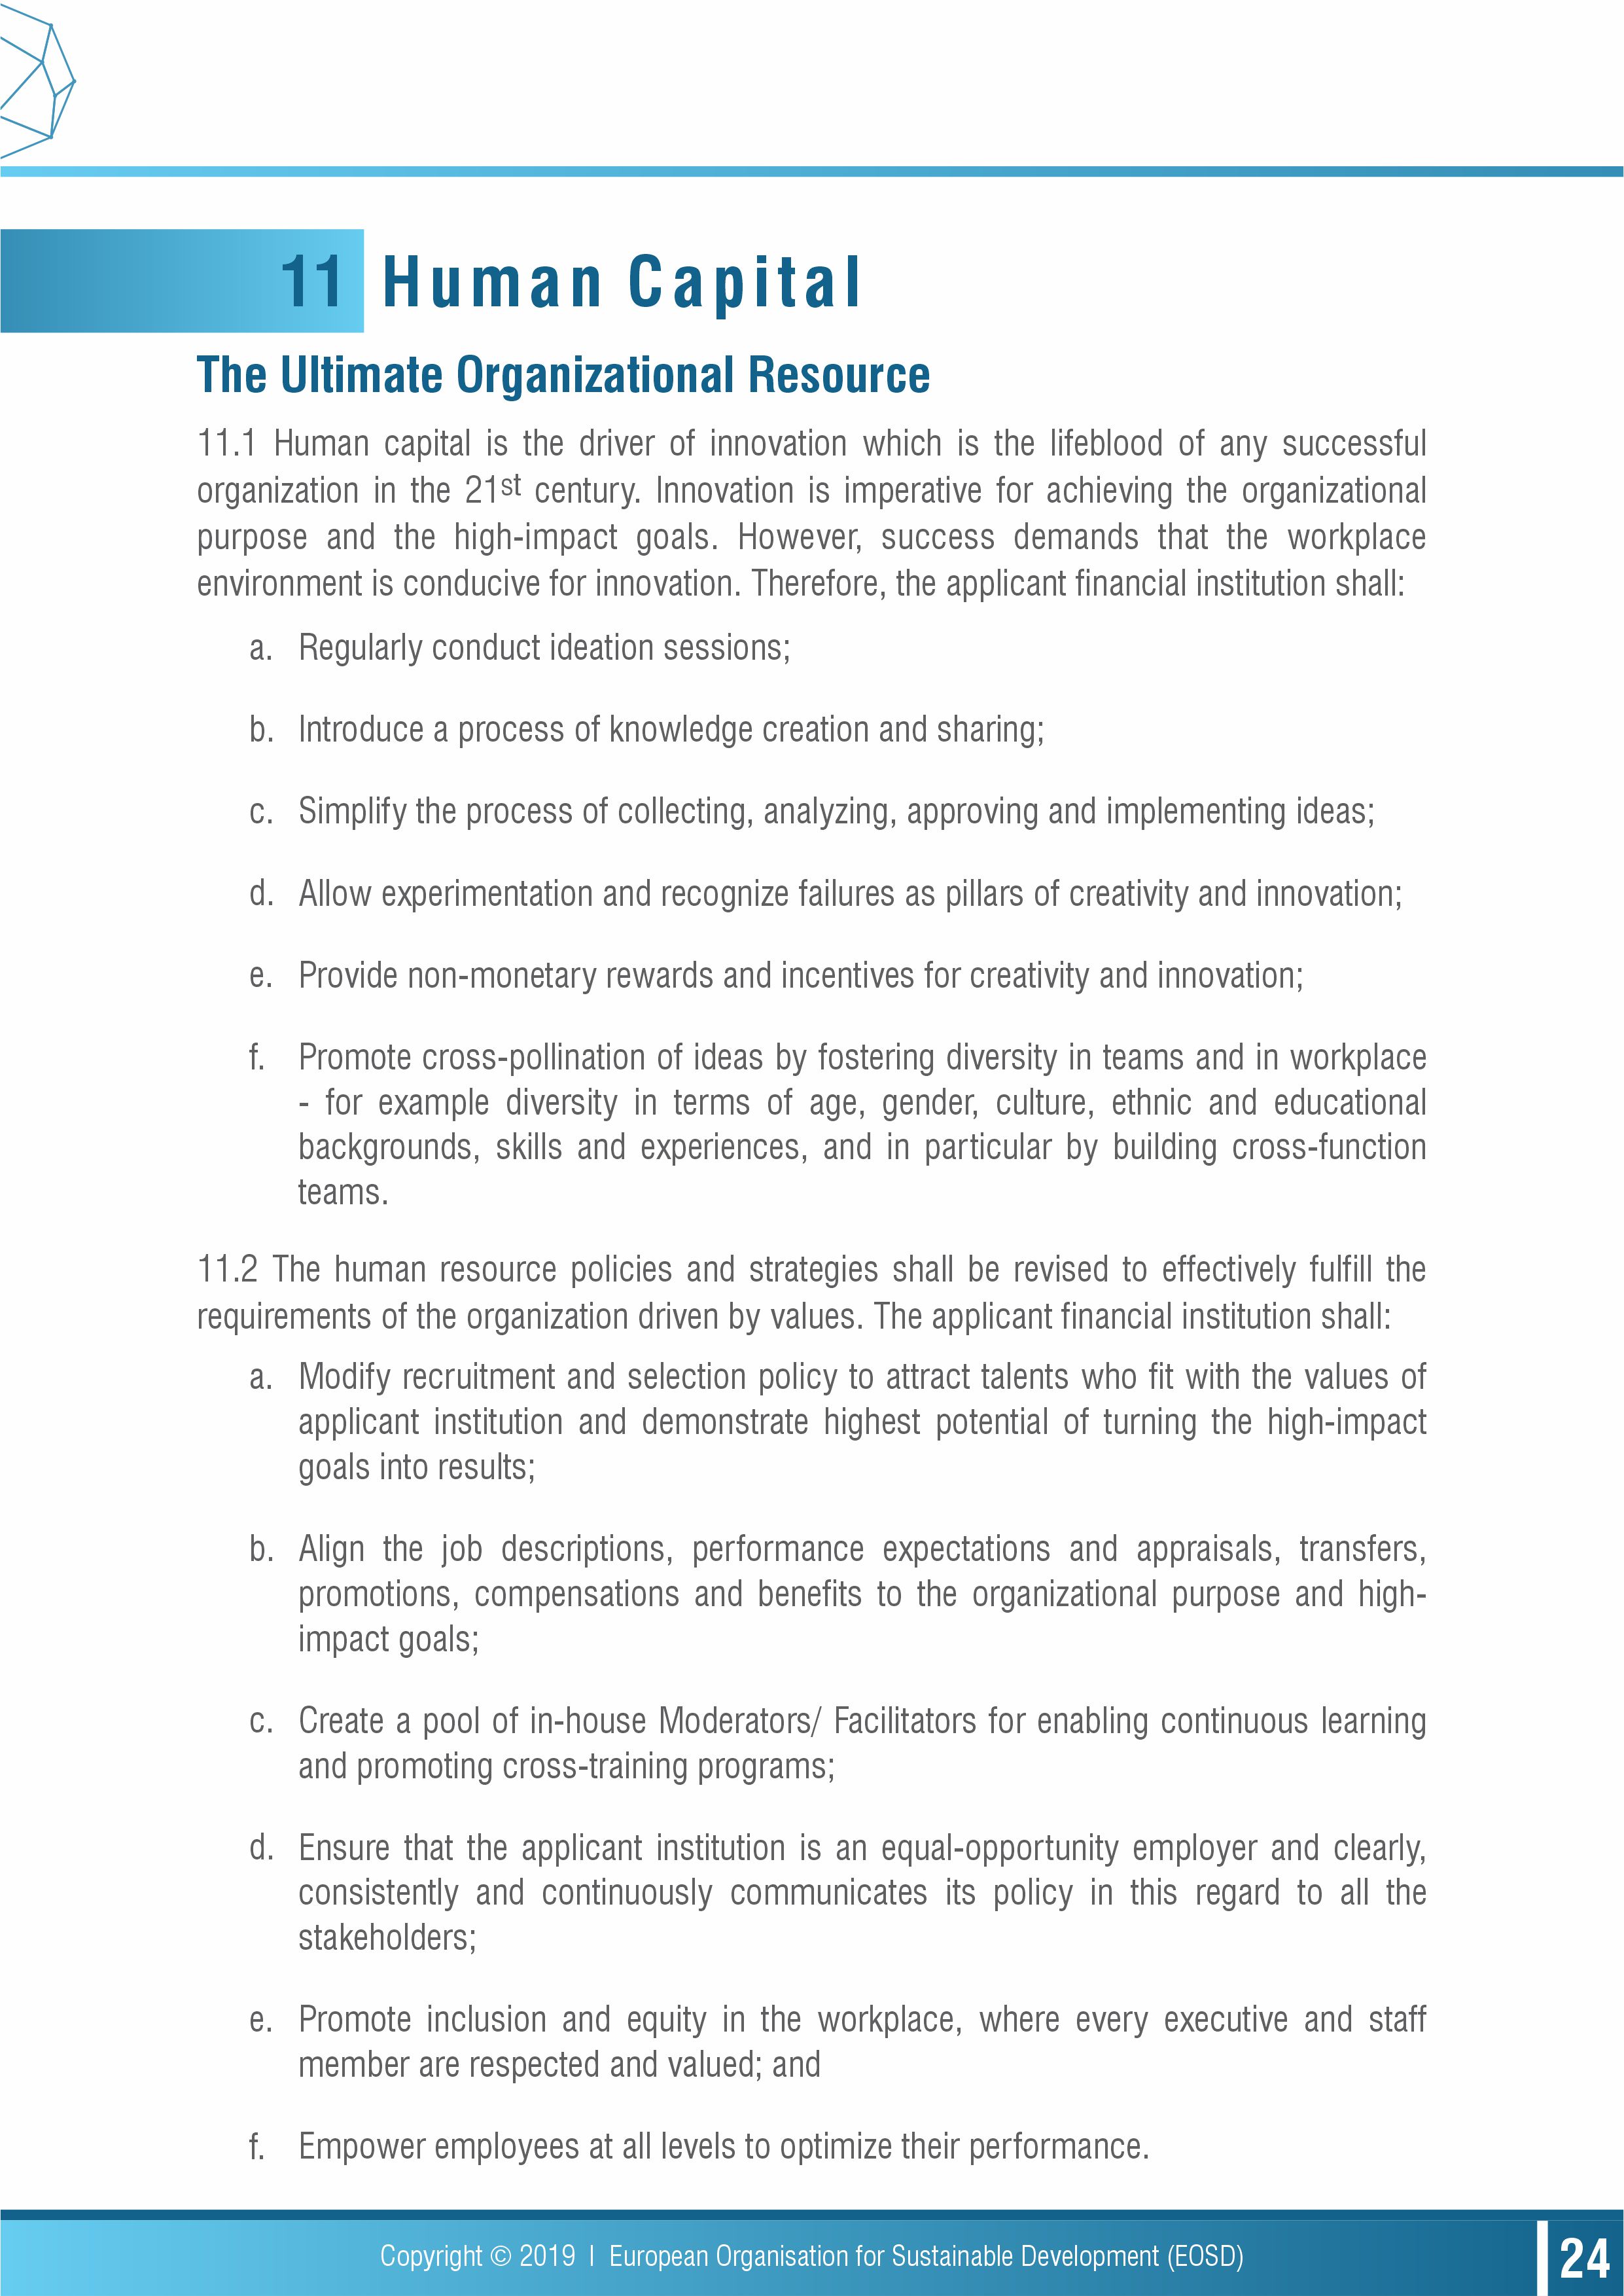 11 Human Capital
The Ultimate Organizational Resource
11.1 Human capital is the driver of innovation which is the lifeblood of any successful
organization in the 21st century. Innovation is imperative for achieving the organizational
purpose and the high-impact goals. However, success demands that the workplace
environment is conducive for innovation. Therefore, the applicant financial institution shall:
a. Regularly conduct ideation sessions;
b. Introduce a process of knowledge creation and sharing;
c. Simplify the process of collecting, analyzing, approving and implementing ideas;
d. Allow experimentation and recognize failures as pillars of creativity and innovation;
e. Provide non-monetary rewards and incentives for creativity and innovation;
f. Promote cross-pollination of ideas by fostering diversity in teams and in workplace
- for example diversity in terms of age, gender, culture, ethnic and educational
backgrounds, skills and experiences, and in particular by building cross-function
teams.
11.2 The human resource policies and strategies shall be revised to effectively fulfill the
requirements of the organization driven by values. The applicant financial institution shall:
a. Modify recruitment and selection policy to attract talents who fit with the values of
applicant institution and demonstrate highest potential of turning the high-impact
goals into results;
b. Align the job descriptions, performance expectations and appraisals, transfers,
promotions, compensations and benefits to the organizational purpose and high-
impact goals;
c. Create a pool of in-house Moderators/ Facilitators for enabling continuous learning
and promoting cross-training programs;
d. Ensure that the applicant institution is an equal-opportunity employer and clearly,
consistently and continuously communicates its policy in this regard to all the
stakeholders;
e. Promote inclusion and equity in the workplace, where every executive and staff
member are respected and valued; and
f. Empower employees at all levels to optimize their performance.
Copyright © 2019 | European Organisation for Sustainable Development (EOSD)
24